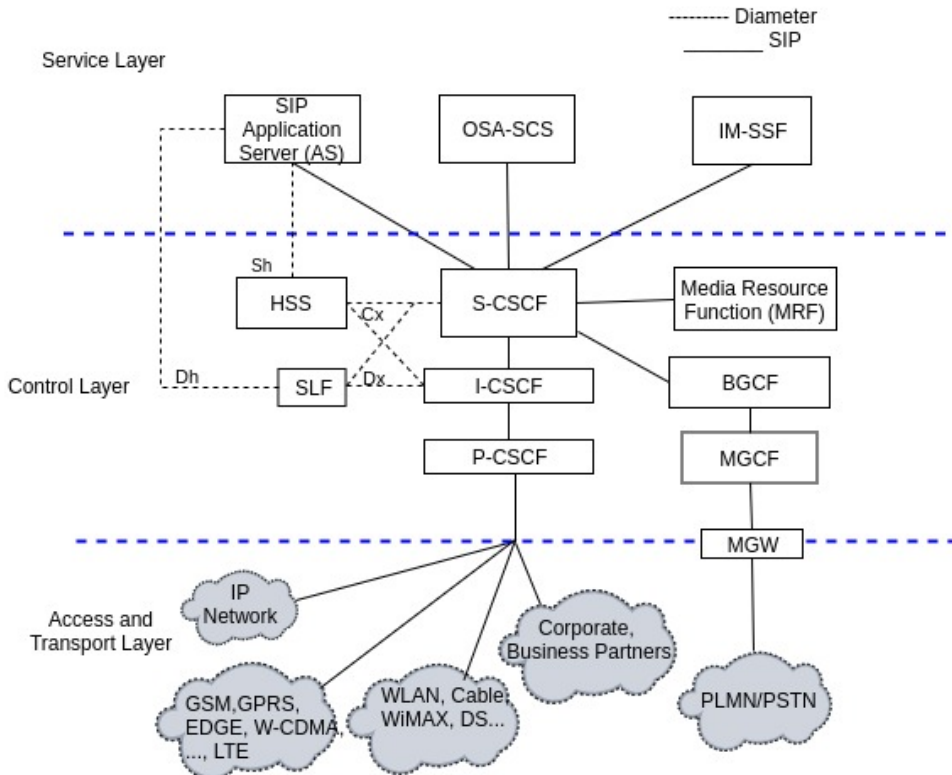 Diameter
SIP
Service Layer
SIP
Application
Server (AS)
OSA-SCS
IM-SSF
Sh
HSS
Cx
S-CSCF
Media Resource
Function (MRF)
Control Layer
Dh
SLF
Dx
I-CSCF
BGCF
P-CSCF
MGCF
MGW
IP
Network
Access and
Transport Layer
Corporate,
Business Partners
GSM,GPRS,
EDGE, W-CDMA,
..., LTE
WLAN, Cable,
WiMAX, DS...
PLMN/PSTN